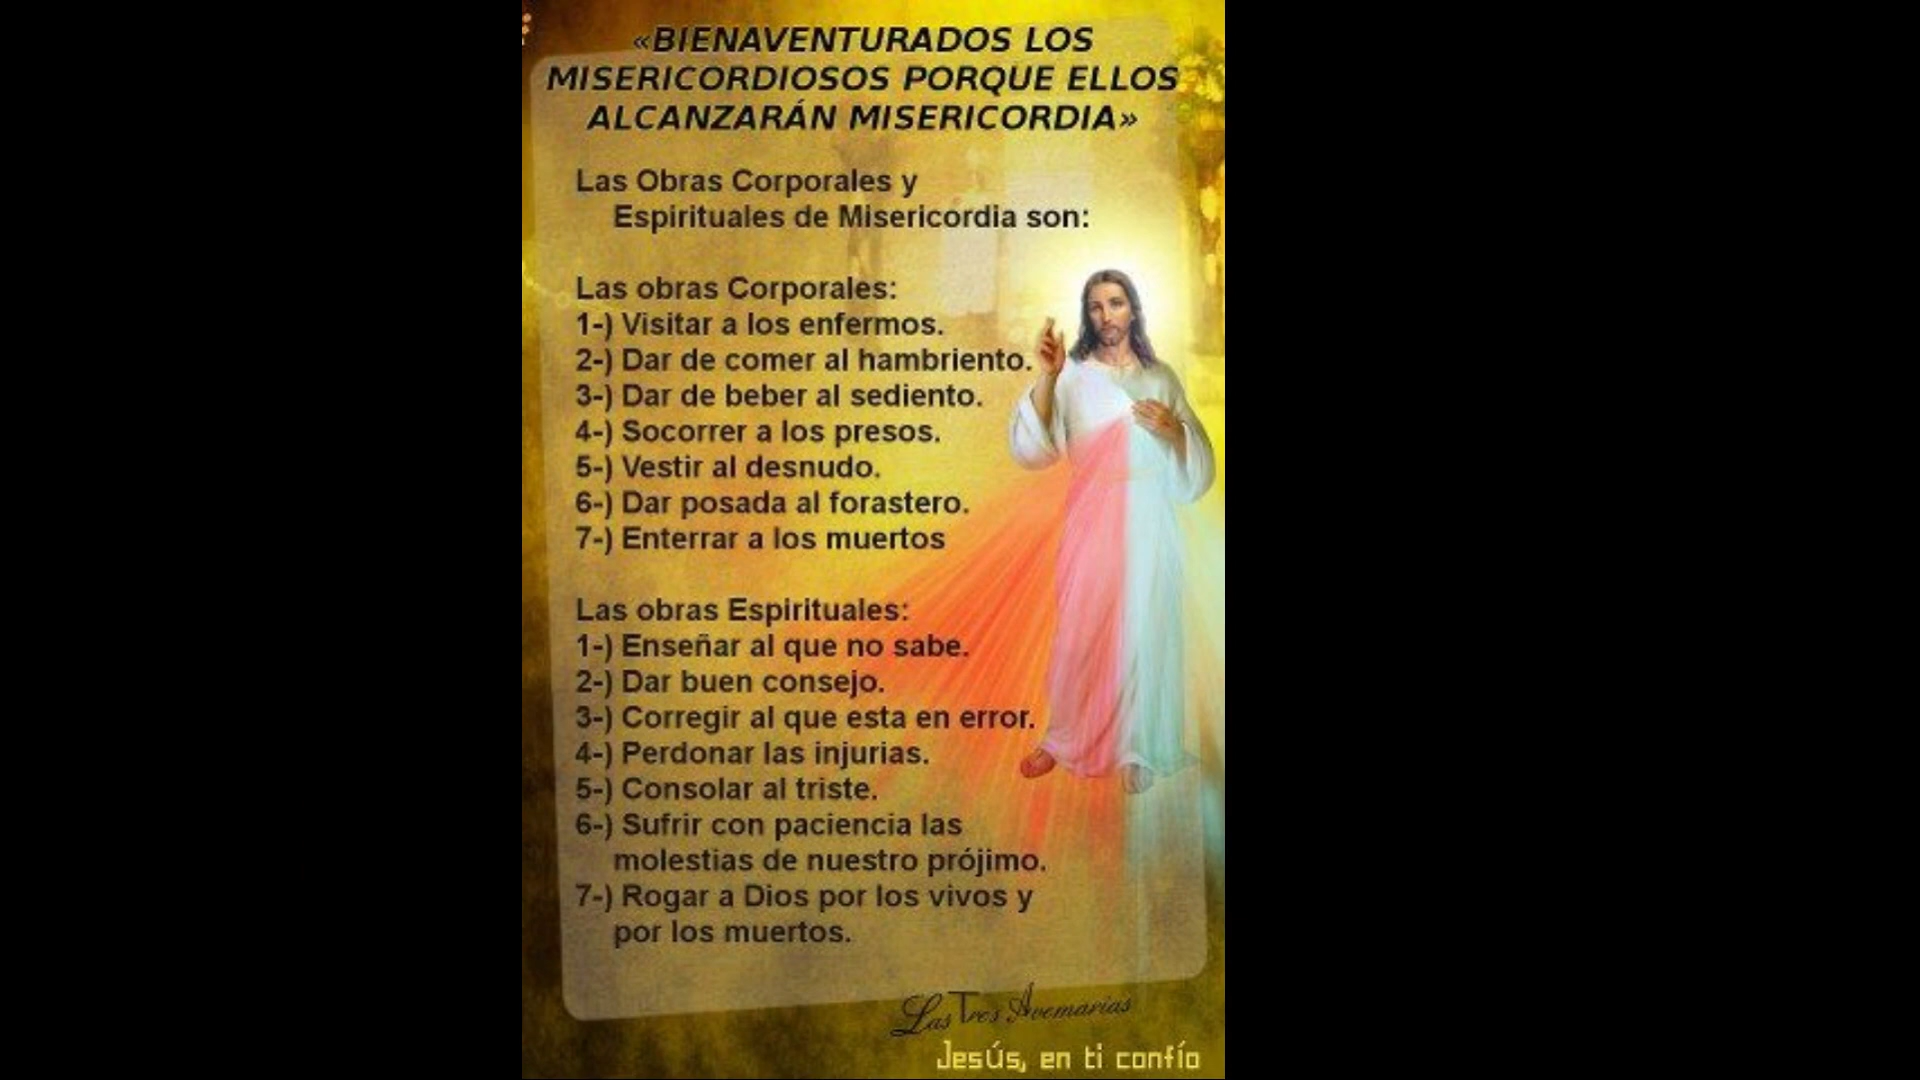 «BIENAVENTURADOS LOS
MISERICORDIOSOS PORQUE ELLOS
ALCANZARÁN MISERICORDIA»
Las Obras Corporales y
Espirituales de Misericordia son:
Las obras Corporales:
1-) Visitar a los enfermos.
2-) Dar de comer al hambriento.
3-) Dar de beber al sediento.
4-) Socorrer a los presos.
5-) Vestir al desnudo.
6-) Dar posada al forastero.
7-) Enterrar a los muertos
Las obras Espirituales:
1-) Enseñar al que no sabe.
2-) Dar buen consejo.
3-) Corregir al que esta en error.
4-) Perdonar las injurias.
5-) Consolar al triste.
6-) Sufrir con paciencia las
molestias de nuestro prójimo.
7-) Rogar a Dios por los vivos y
por los muertos.
Las Tres Avemarias
Jesús, en ti confío